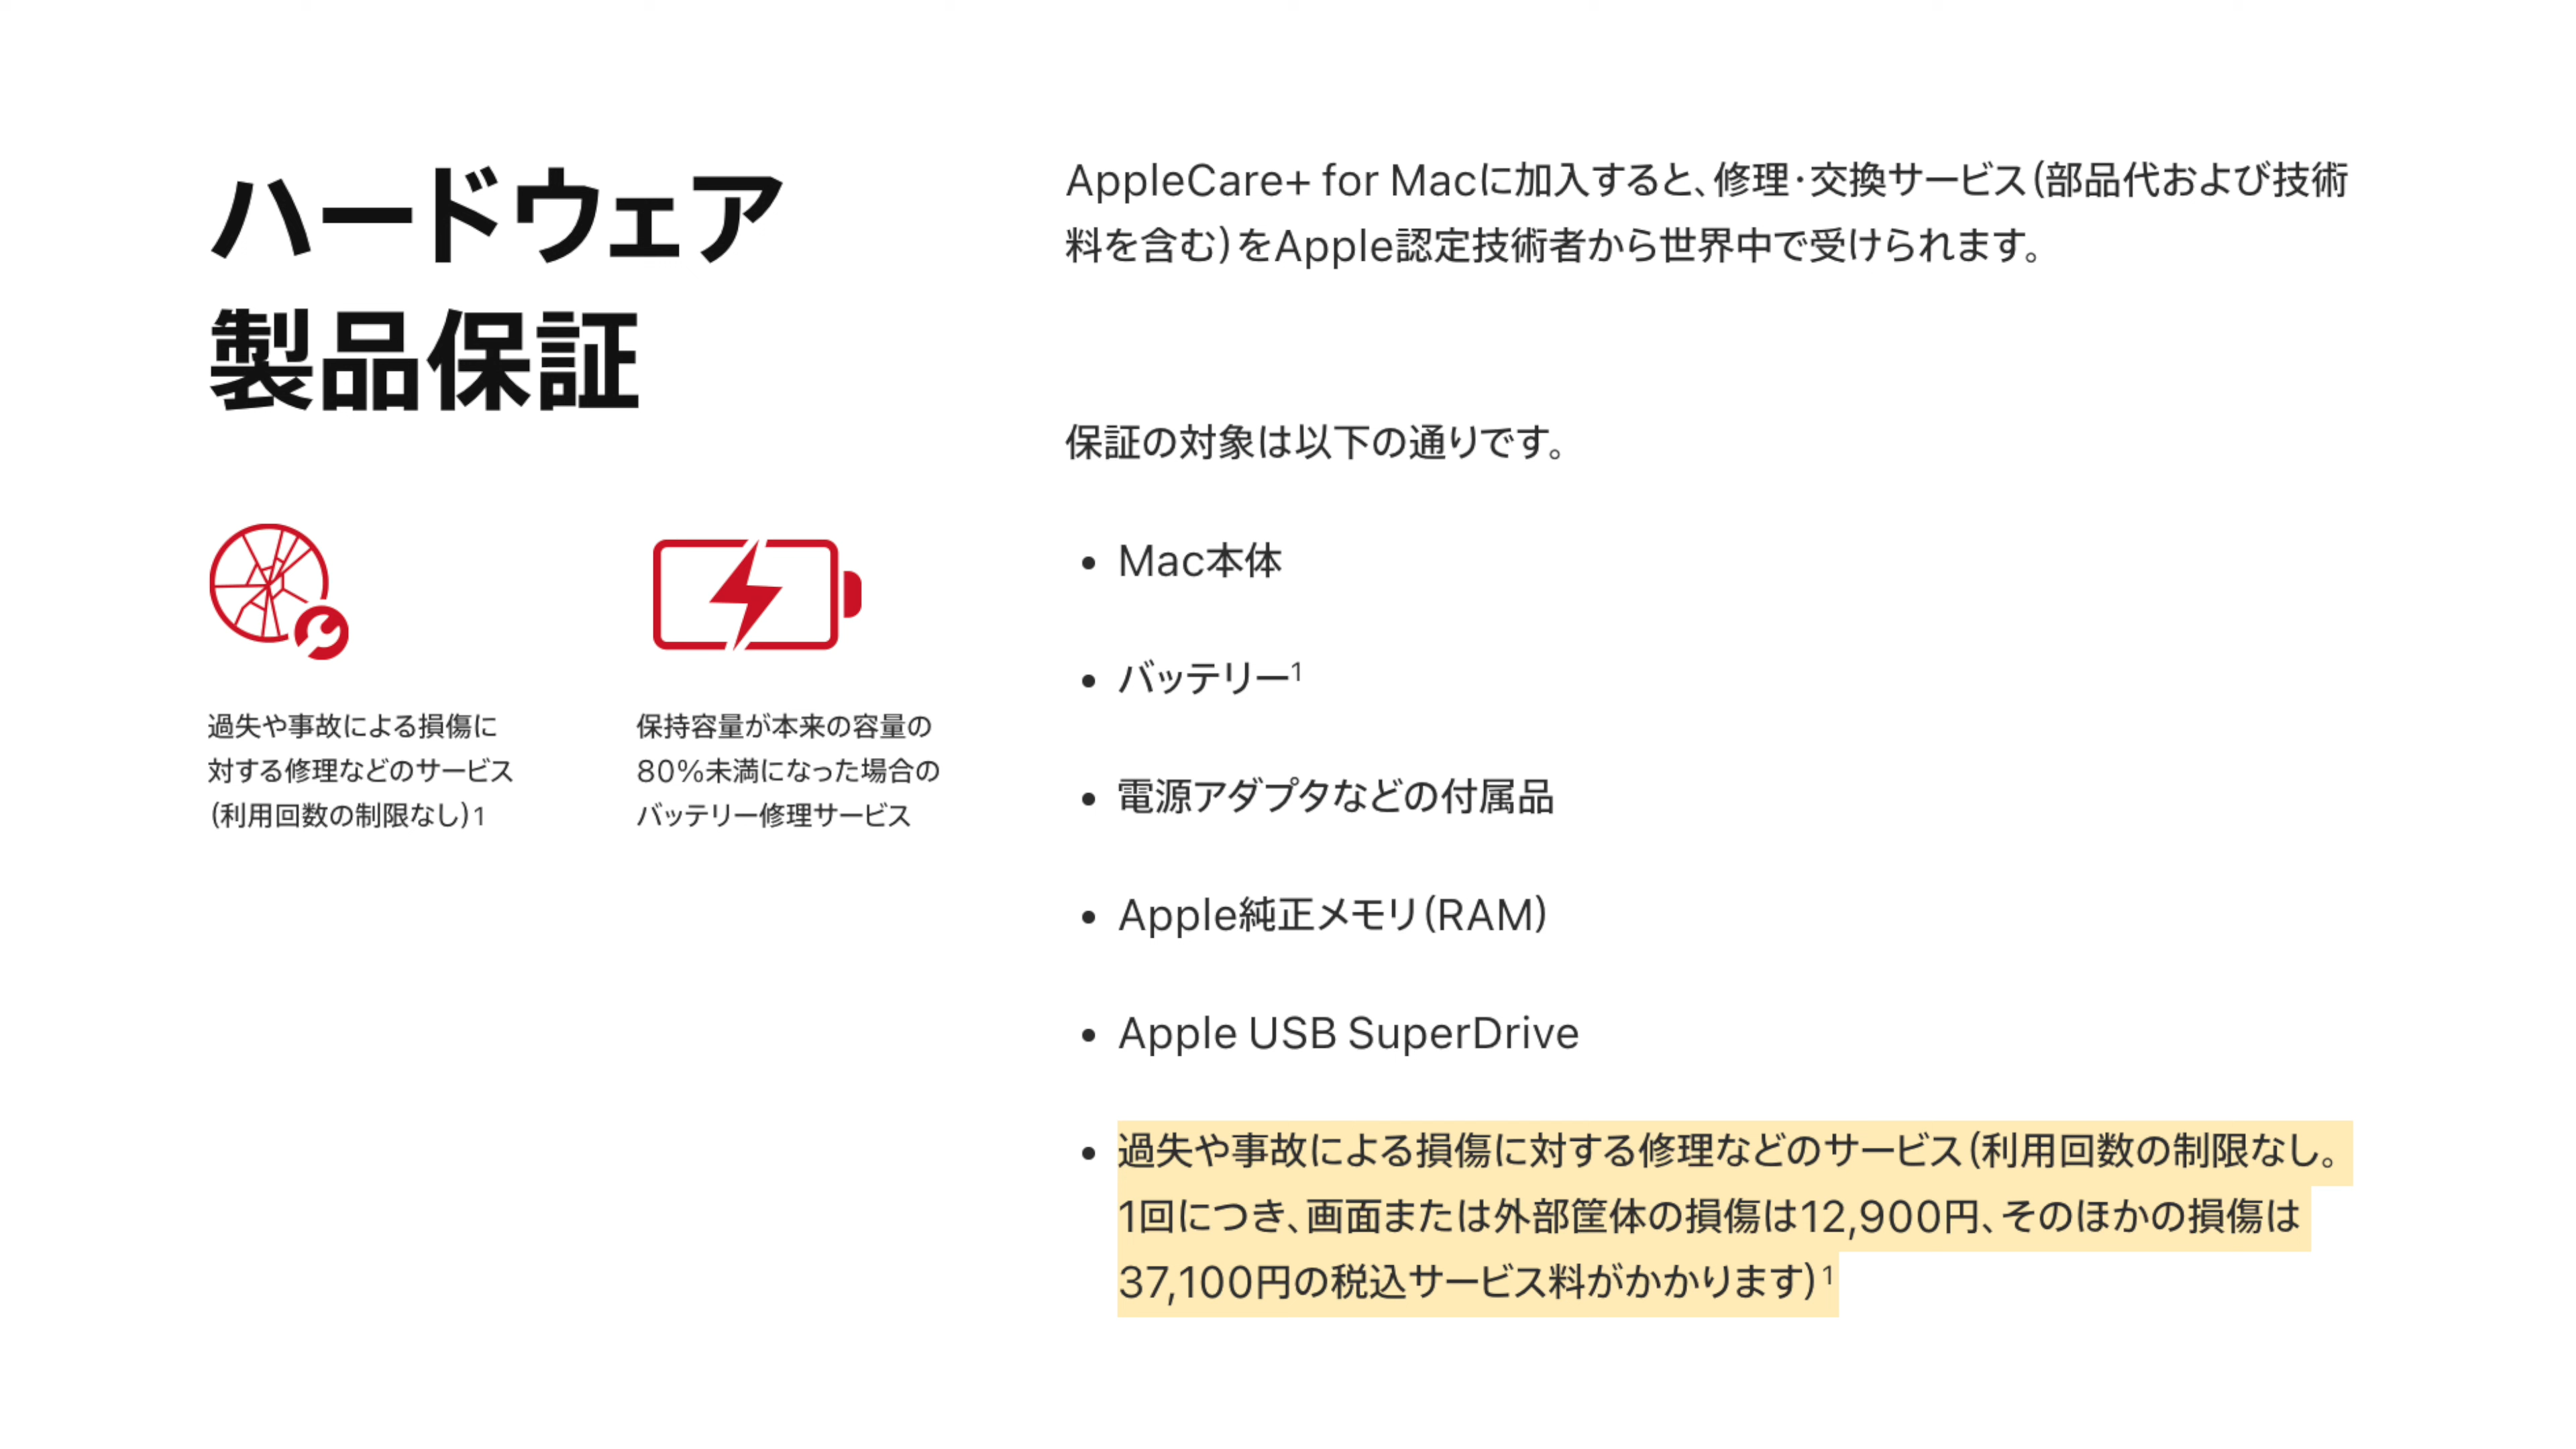 ハードウェア
製品保証
過失や事故による損傷に
対する修理などのサービス
(利用回数の制限なし)1
保持容量が本来の容量の
80%未満になった場合の
バッテリー修理サービス
AppleCare+ for Macに加入すると、修理·交換サービス(部品代および技術
料を含む)をApple認定技術者から世界中で受けられます。
保証の対象は以下の通りです。
• Mac本体
• バッテリー¹
• 電源アダプタなどの付属品
• Apple純正メモリ(RAM)
• Apple USB SuperDrive
• 過失や事故による損傷に対する修理などのサービス(利用回数の制限なし。
1回につき、画面または外部筐体の損傷は12,900円、そのほかの損傷は
37,100円の税込サービス料がかかります)¹